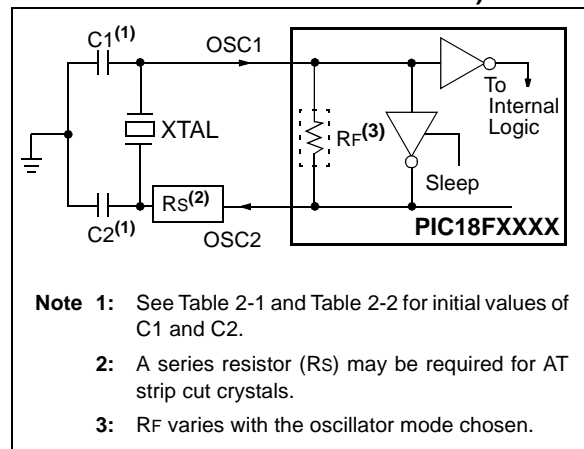 C1(1)
OSC1
To
Internal
Logic
XTAL
RF(3)
Sleep
RS(2)
C2(1)
OSC2
PIC18FXXXX
Note 1: See Table 2-1 and Table 2-2 for initial values of
C1 and C2.
2: A series resistor (RS) may be required for AT
strip cut crystals.
3: RF varies with the oscillator mode chosen.